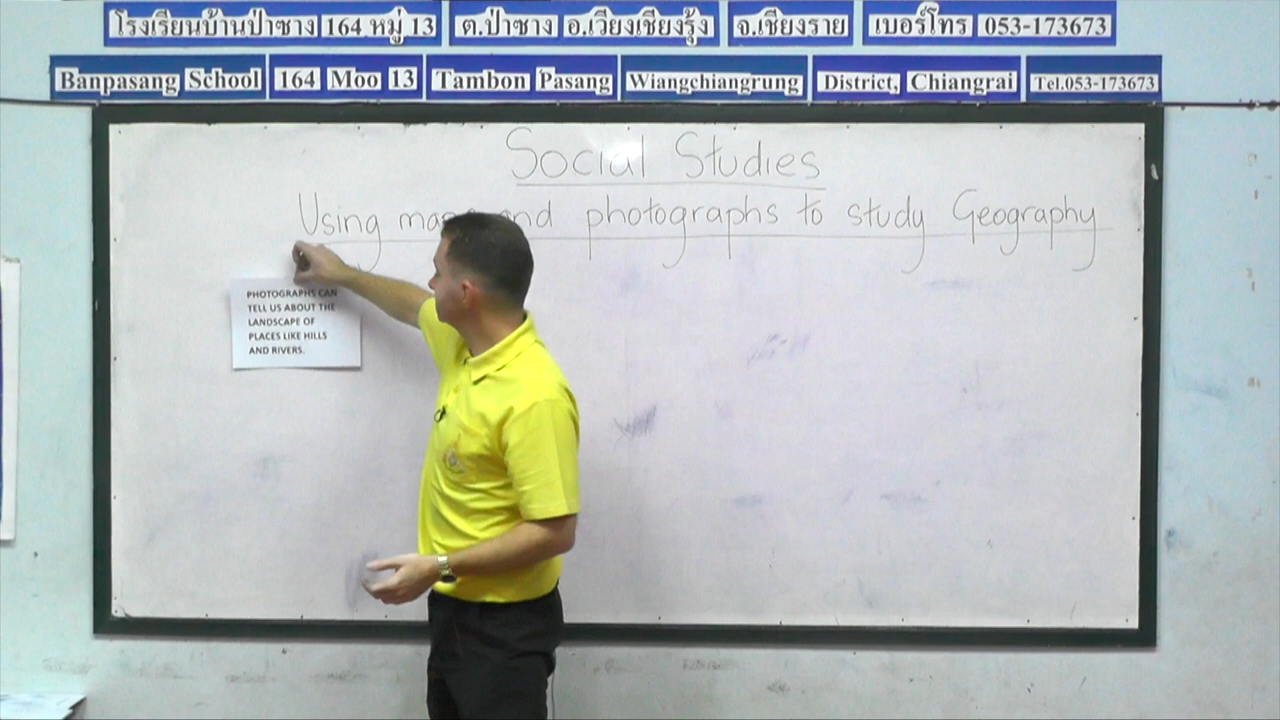 โรงเรียนบ้านป่าซาง 164 หมู่ 13 ต.ป่าซาง อ.เวียงเชียงรุ้ง จ.เชียงราย เบอร์โทร 053-173673
Banpasang School 164 Moo 13 Tambon Pasang Wiangchiangrung District, Chiangrai Tel.053-173673
Social Studies
Using and photographs to study Geography
PHOTOGRAPHS CAN
TELL US ABOUT THE
LANDSCAPE OF
PLACES LIKE HILLS
AND RIVERS.